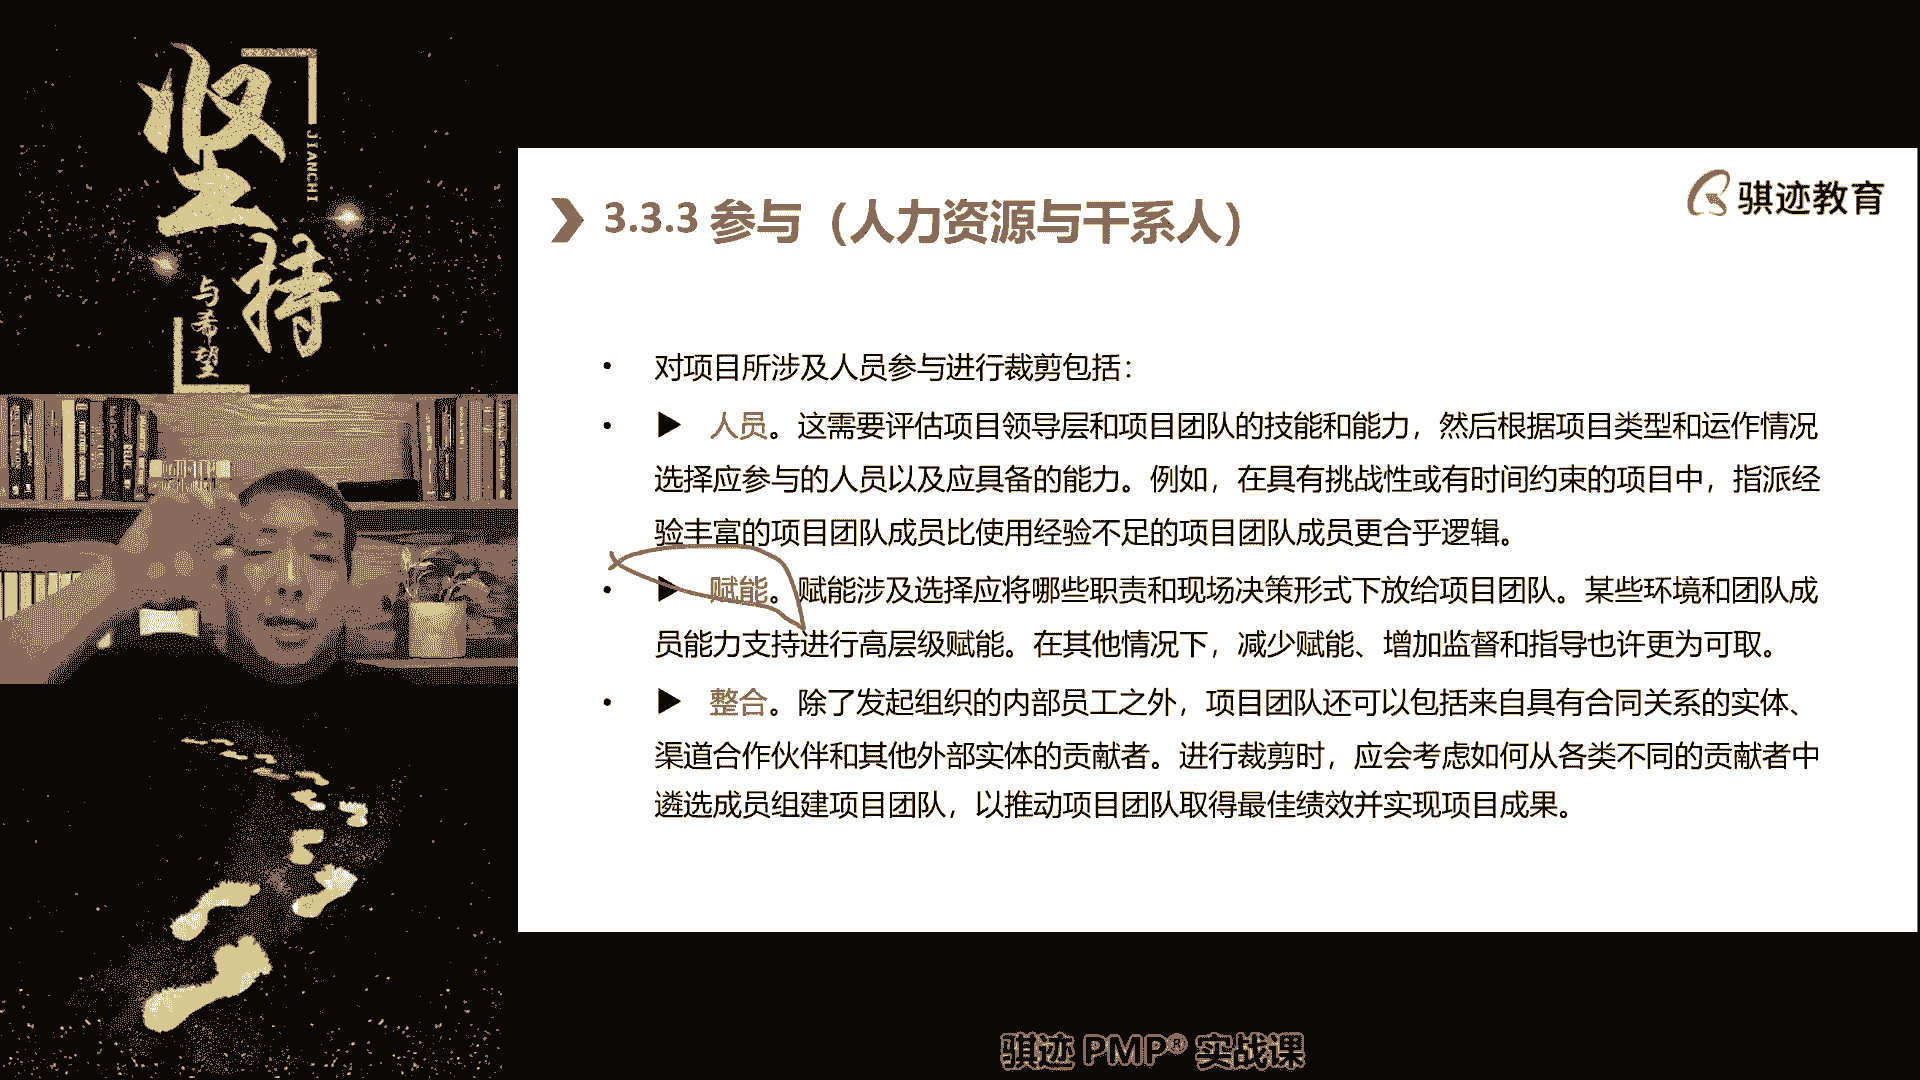 坚持
JIANCHI
与希望
骐迹教育
3.3.3 参与（人力资源与干系人）
• 对项目所涉及人员参与进行裁剪包括：
• ▶ 人员。这需要评估项目领导层和项目团队的技能和能力，然后根据项目类型和运作情况
选择应参与的人员以及应具备的能力。例如，在具有挑战性或有时间约束的项目中，指派经
验丰富的项目团队成员比使用经验不足的项目团队成员更合乎逻辑。
• ▶ 赋能。赋能涉及选择应将哪些职责和现场决策形式下放给项目团队。某些环境和团队成
员能力支持进行高层级赋能。在其他情况下，减少赋能、增加监督和指导也许更为可取。
• ▶ 整合。除了发起组织的内部员工之外，项目团队还可以包括来自具有合同关系的实体、
渠道合作伙伴和其他外部实体的贡献者。进行裁剪时，应会考虑如何从各类不同的贡献者中
遴选成员组建项目团队，以推动项目团队取得最佳绩效并实现项目成果。
骐迹 PMP® 实战课